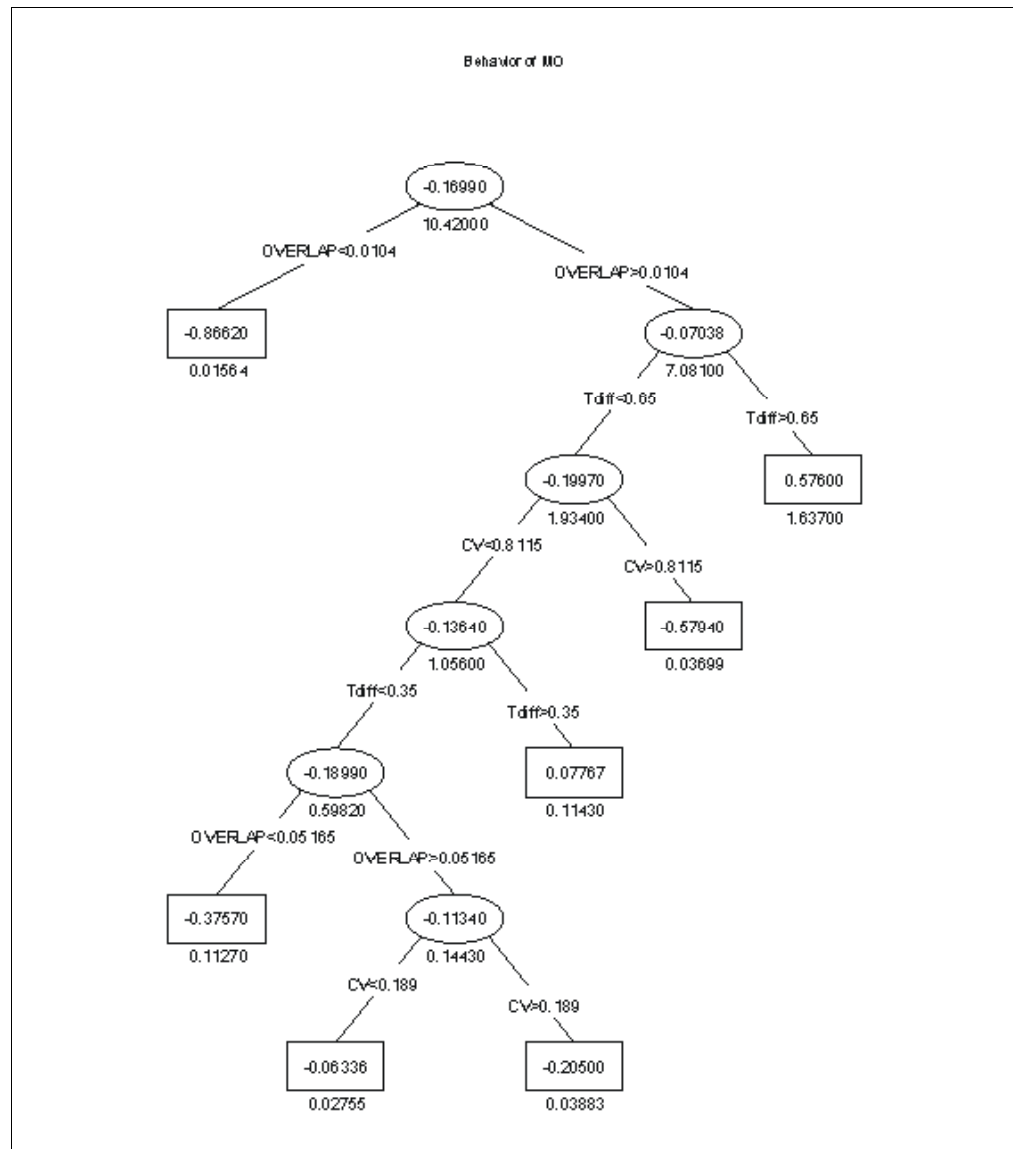 Behavior of MO
-0.16990
10.42000
OVERLAP<0.0104
OVERLAP>0.0104
-0.86620
0.01564
-0.07038
7.08100
Tdiff<0.65
Tdiff>0.65
-0.19970
1.93400
0.57600
1.63700
CV<0.8115
CV>0.8115
-0.13640
1.05600
-0.57940
0.03699
Tdiff<0.35
Tdiff>0.35
-0.18990
0.59820
0.07767
0.11430
OVERLAP<0.05165
OVERLAP>0.05165
-0.37570
0.11270
-0.11340
0.14430
CV<0.189
CV>0.189
-0.06336
0.02755
-0.20500
0.03883